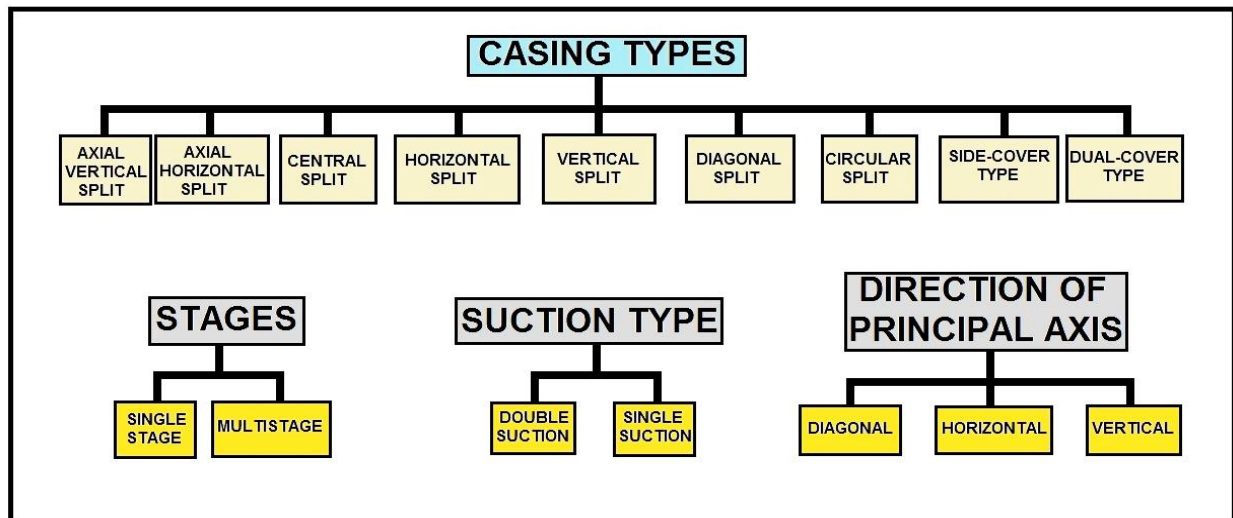 CASING TYPES
AXIAL
VERTICAL
SPLIT
AXIAL
HORIZONTAL
SPLIT
CENTRAL
SPLIT
HORIZONTAL
SPLIT
VERTICAL
SPLIT
DIAGONAL
SPLIT
CIRCULAR
SPLIT
SIDE-COVER
TYPE
DUAL-COVER
TYPE
STAGES
SINGLE
STAGE
MULTISTAGE
SUCTION TYPE
DOUBLE
SUCTION
SINGLE
SUCTION
DIRECTION OF
PRINCIPAL AXIS
DIAGONAL
HORIZONTAL
VERTICAL